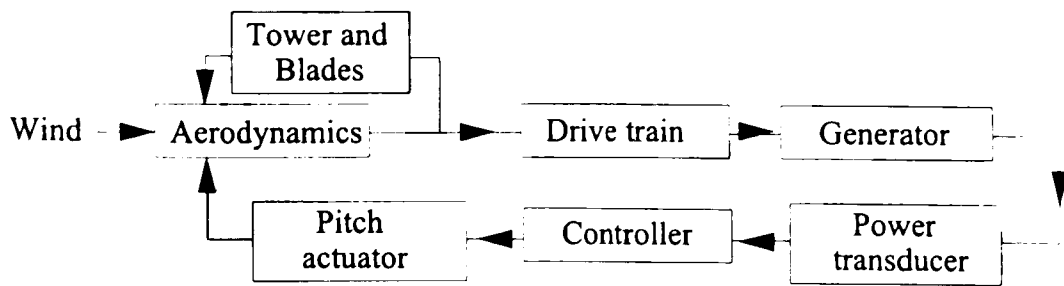 Tower and
Blades
Wind
Aerodynamics
Drive train
Generator
Pitch
actuator
Controller
Power
transducer